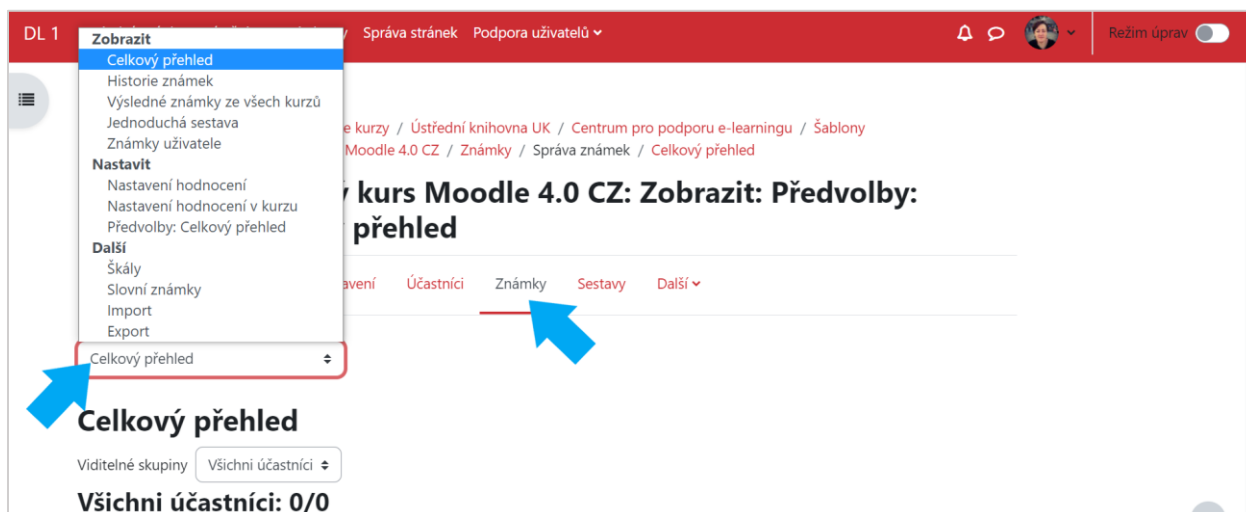 DL 1 Správa stránek Podpora uživatelů Režim úprav
Zobrazit
Celkový přehled
Historie známek
Výsledné známky ze všech kurzů
Jednoduchá sestava
Známky uživatele
Nastavit
Nastavení hodnocení
Nastavení hodnocení v kurzu
Předvolby: Celkový přehled
Další
Škály
Slovní známky
Import
Export
Celkový přehled
kurzy / Ústřední knihovna UK / Centrum pro podporu e-learningu / Šablony
Moodle 4.0 CZ / Známky / Správa známek / Celkový přehled
kurs Moodle 4.0 CZ: Zobrazit: Předvolby:
přehled
Účastníci Známky Sestavy Další
Celkový přehled
Viditelné skupiny Všichni účastníci
Všichni účastníci: 0/0